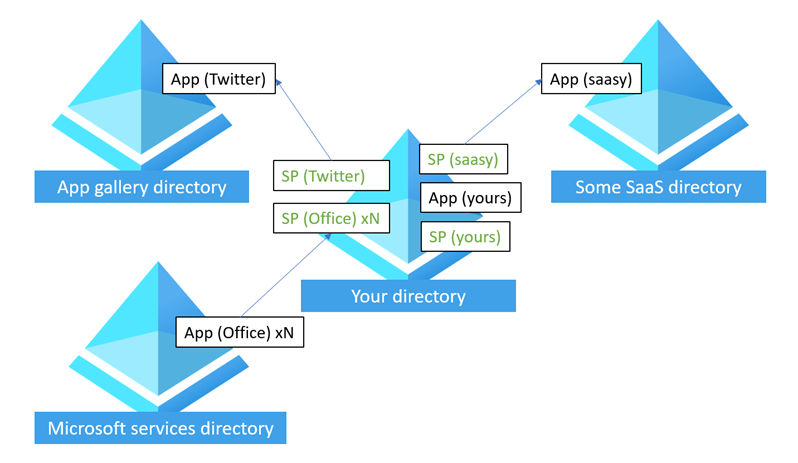 App (Twitter)
App gallery directory
App (saasy)
Some SaaS directory
SP (Twitter)
SP (Office) xN
SP (saasy)
App (yours)
SP (yours)
Your directory
App (Office) xN
Microsoft services directory